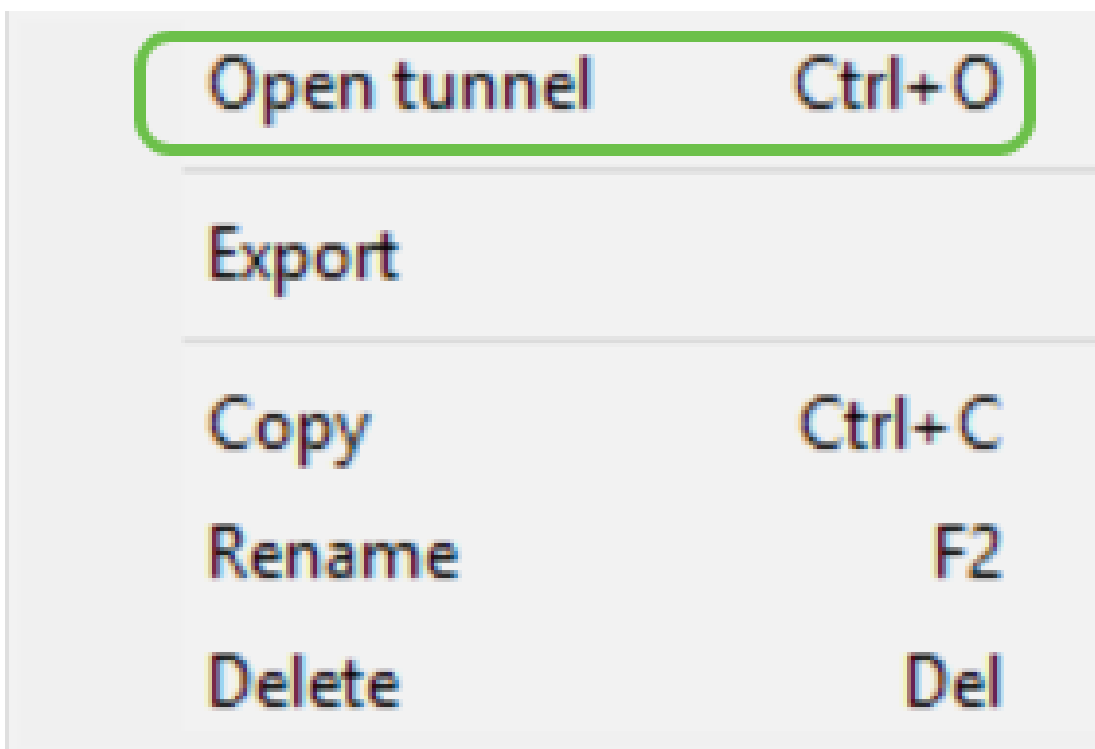 Open tunnel Ctrl+O
Export
Copy Ctrl+C
Rename F2
Delete Del